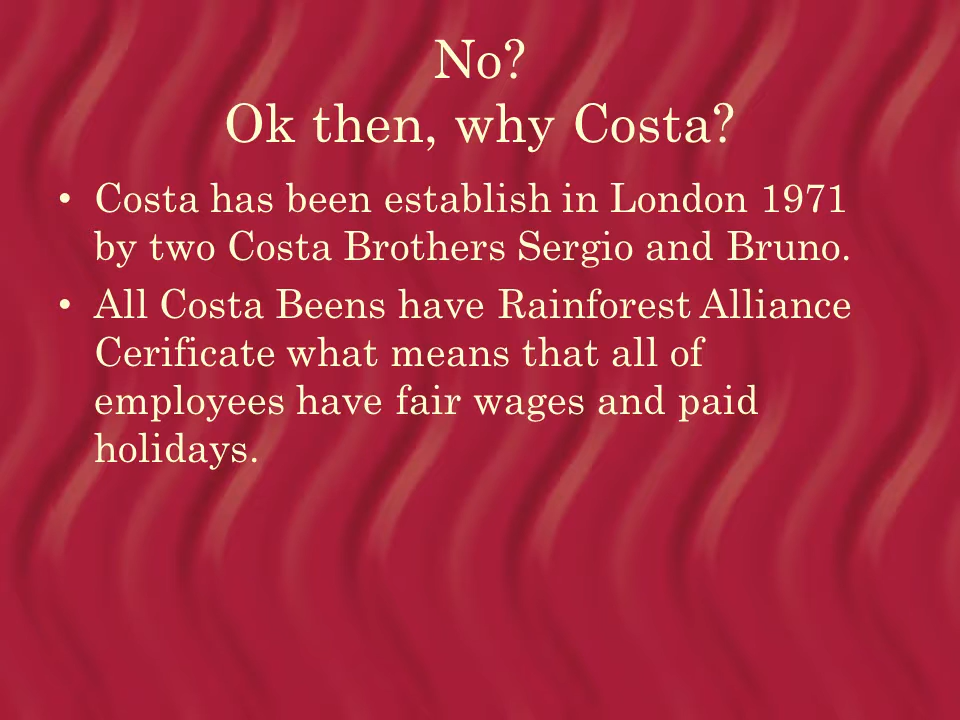 No?
Ok then, why Costa?
• Costa has been establish in London 1971
by two Costa Brothers Sergio and Bruno.
• All Costa Beens have Rainforest Alliance
Cerificate what means that all of
employees have fair wages and paid
holidays.